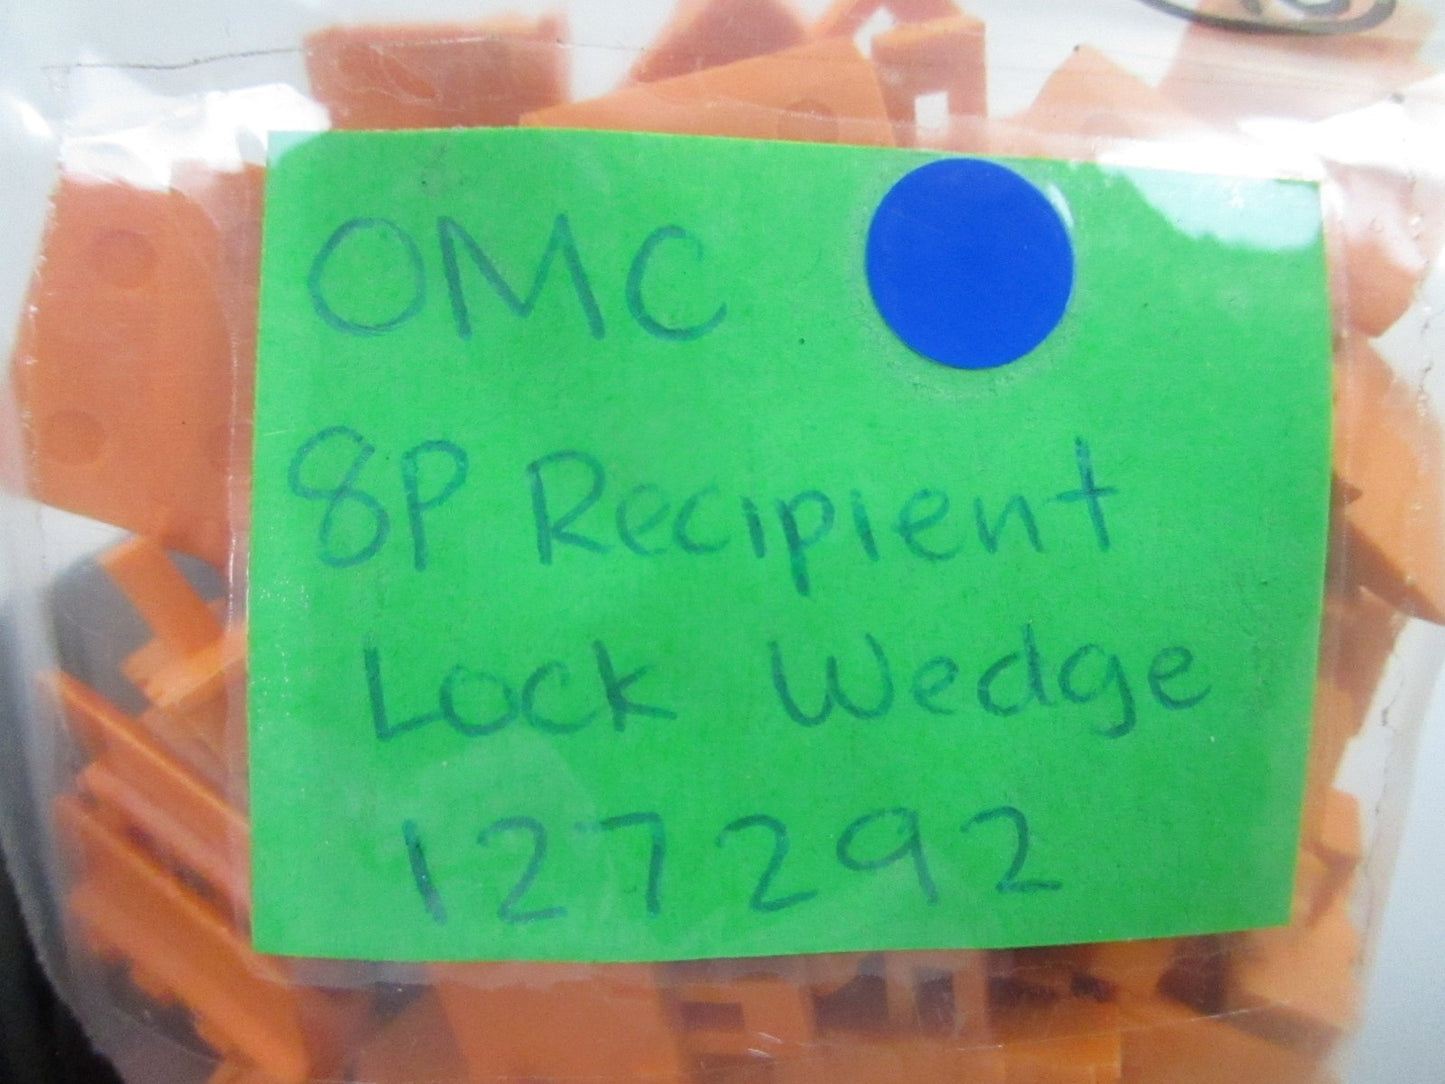 OMC
8P Recipient
Lock Wedge
127292